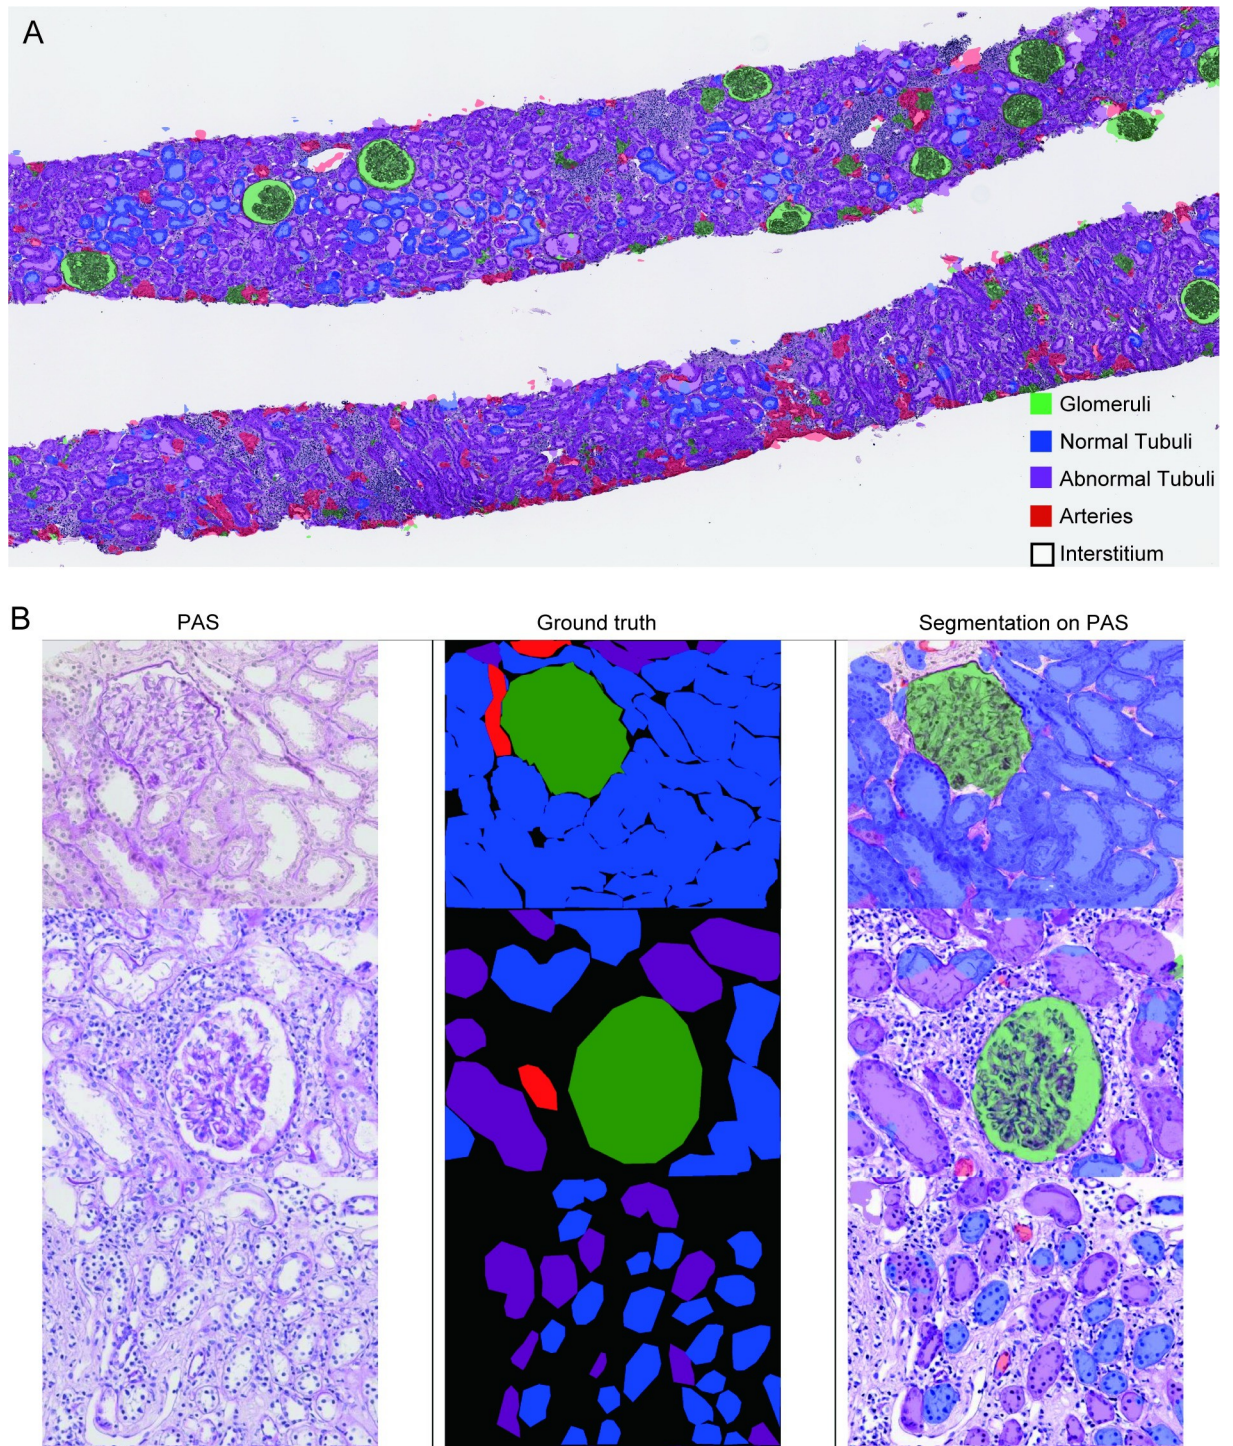 A
Glomeruli
Normal Tubuli
Abnormal Tubuli
Arteries
Interstitium
B
PAS Ground truth Segmentation on PAS